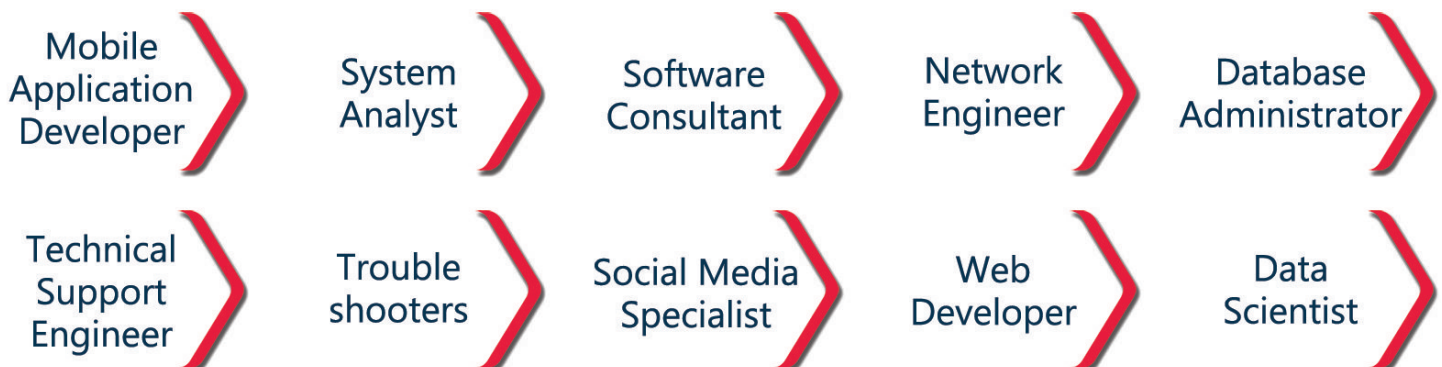 Mobile
Application
Developer
System
Analyst
Software
Consultant
Network
Engineer
Database
Administrator
Technical
Support
Engineer
Trouble
shooters
Social Media
Specialist
Web
Developer
Data
Scientist